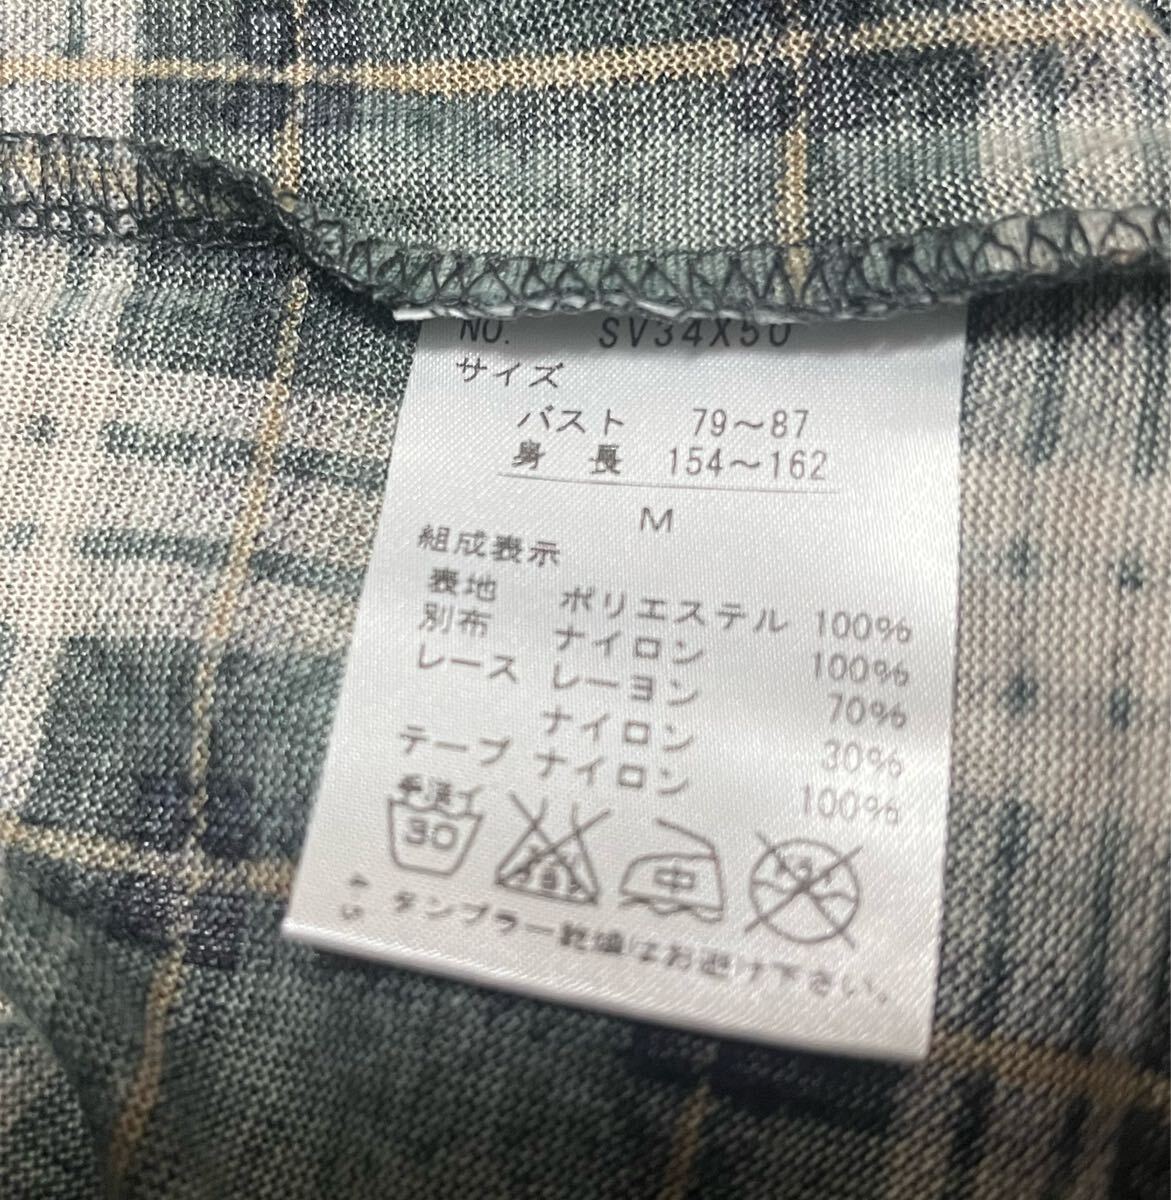 NO. SV34X50
サイズ
バスト 79～87
身 長 154～162
M
組成表示
表地 ポリエステル 100%
別布 ナイロン 100%
レース レーヨン 70%
ナイロン 30%
テープ ナイロン 100%
手洗イ
30
中
タンブラー乾燥はお避け下さい。